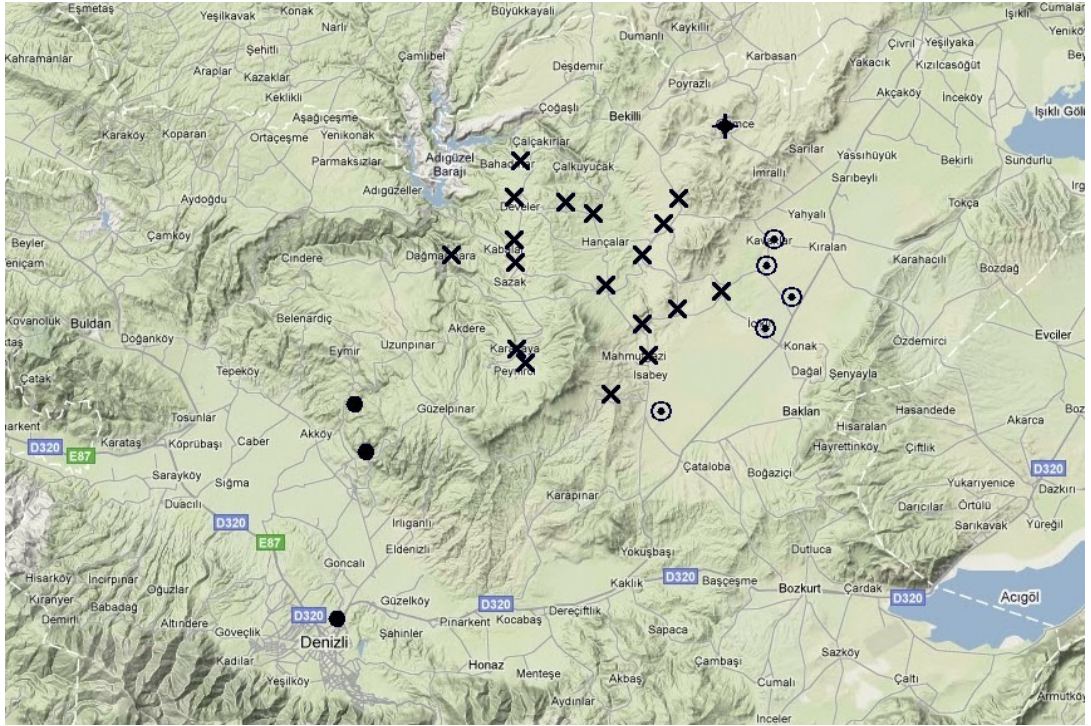 Eşmetaş
Yeşilkavak
Konak
Narlı
Büyükkayalı
Konak
Kaykıllı
Işıklı
Cumalar
Dumanlı
Karbasan
Çivril
Yeşilyaka
Kahramanlar
Şehitli
Çamlıbel
Yakacık
Kızılcasöğüt
Araplar
Kazaklar
Deşdemir
Poyrazlı
Keklikli
Akçaköy
İnceköy
Aşağıçeşme
Çoğaşlı
Bekilli
Işıklı Göl
Karaköy
Koparan
Ortaçeşme
Yenikonak
Çalçakırlar
Sarılar
Parmaksızlar
Adıgüzel
Barajı
Çalkuyucak
Yassıhüyük
Bekirli
Sundurlu
İmrallı
Sarıbeyli
Adıgüzeller
Aydoğdu
Develer
Tokça
Yahyalı
Çamköy
Hançalar
Kıralan
Beyler
Cindere
Karahacılı
Bozdağ
Sazak
Belenardıç
Kovanoluk
Buldan
Doğanköy
Akdere
Uzunpınar
Eymir
Evciler
Özdemirci
Konak
Tepeköy
Isabey
Dağal
Şenyayla
Çatak
Güzelpınar
Baklan
Hasandede
Tosunlar
Hisaralan
Akarca
Akköy
Karataş
Köprübaşı
Caber
Hayrettinköy
Çiftlik
D320
E87
Sarayköy
Sığma
Çataloba
Boğaziçi
D320
Yukarıyenice
Dazkırı
Duacılı
Karapınar
Darıcılar
Örtülü
D320
Irlıganlı
Sarıkavak
Yüreğil
E87
Eldenizli
Yokuşbaşı
Dutluca
Goncalı
Hisarköy
İncirpınar
Oğuzlar
Kaklık
D320
Başçeşme
Bozkurt
Çardak
Kıranyer
Babadağ
Güzelköy
D320
D320
Acıgöl
Demirli
Altındere
D320
Pınarkent
Kocabaş
Dereçiftlik
Göveçlik
Denizli
Şahinler
Sapaca
Kadılar
Honaz
Menteşe
Çambaşı
Sazköy
Yeşilköy
Akbaş
Cumalı
Çaltı
Armutköy
Aydınlar
İnceler